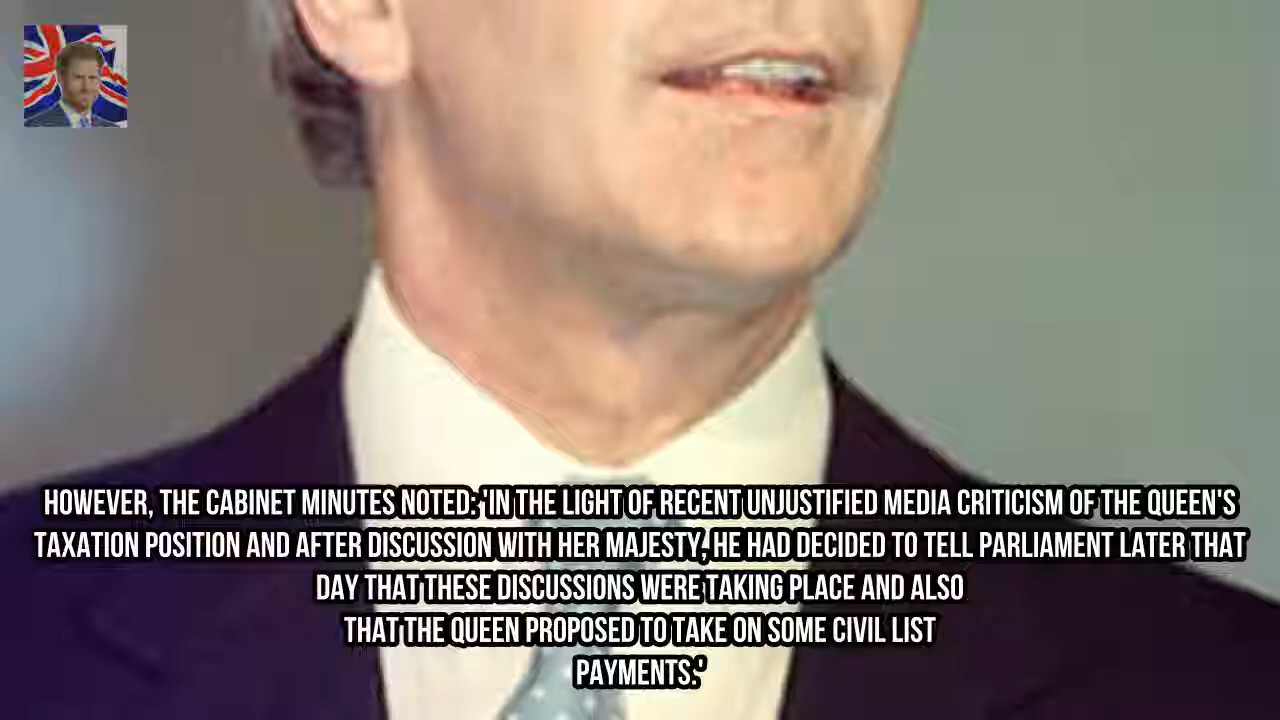 HOWEVER, THE CABINET MINUTES NOTED: 'IN THE LIGHT OF RECENT UNJUSTIFIED MEDIA CRITICISM OF THE QUEEN'S
TAXATION POSITION AND AFTER DISCUSSION WITH HER MAJESTY, HE HAD DECIDED TO TELL PARLIAMENT LATER THAT
DAY THAT THESE DISCUSSIONS WERE TAKING PLACE AND ALSO
THAT THE QUEEN PROPOSED TO TAKE ON SOME CIVIL LIST
PAYMENTS.'